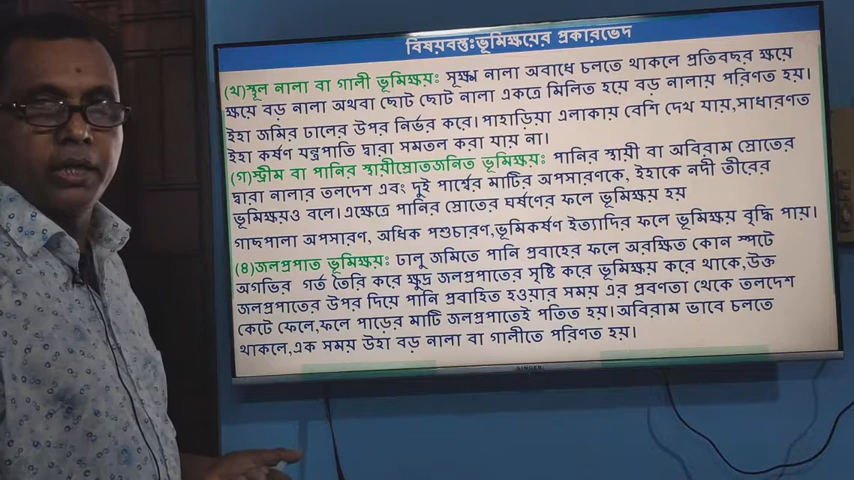 বিষয়বস্তুঃভূমিক্ষয়ের প্রকারভেদ
(খ)স্থূল নালা বা গালী ভূমিক্ষয়ঃ সূক্ষ্ম নালা অবাধে চলতে থাকলে প্রতিবছর ক্ষয়ে
ক্ষয়ে বড় নালা অথবা ছোট ছোট নালা একত্রে মিলিত হয়ে বড় নালায় পরিণত হয়।
ইহা জমির ঢালের উপর নির্ভর করে। পাহাড়িয়া এলাকায় বেশি দেখ যায়,সাধারণত
ইহা কর্ষণ যন্ত্রপাতি দ্বারা সমতল করা যায় না।
(গ)স্ট্রীম বা পানির স্থায়ীস্রোতজনিত ভূমিক্ষয়ঃ পানির স্থায়ী বা অবিরাম স্রোতের
দ্বারা নালার তলদেশ এবং দুই পার্শ্বের মাটির অপসারণকে, ইহাকে নদী তীরের
ভূমিক্ষয়ও বলে।এক্ষেত্রে পানির স্রোতের ঘর্ষণের ফলে ভূমিক্ষয় হয়
গাছপালা অপসারণ, অধিক পশুচারণ,ভূমিকর্ষণ ইত্যাদির ফলে ভূমিক্ষয় বৃদ্ধি পায়।
(৪)জলপ্রপাত ভূমিক্ষয়ঃ ঢালু জমিতে পানি প্রবাহের ফলে অরক্ষিত কোন স্পটে
অগভির গর্ত তৈরি করে ক্ষুদ্র জলপ্রপাতের সৃষ্টি করে ভূমিক্ষয় করে থাকে,উক্ত
জলপ্রপাতের উপর দিয়ে পানি প্রবাহিত হওয়ার সময় এর প্রবণতা থেকে তলদেশ
কেটে ফেলে,ফলে পাড়ের মাটি জলপ্রপাতেই পতিত হয়।অবিরাম ভাবে চলতে
থাকলে,এক সময় উহা বড় নালা বা গালীতে পরিণত হয়।
SINGER